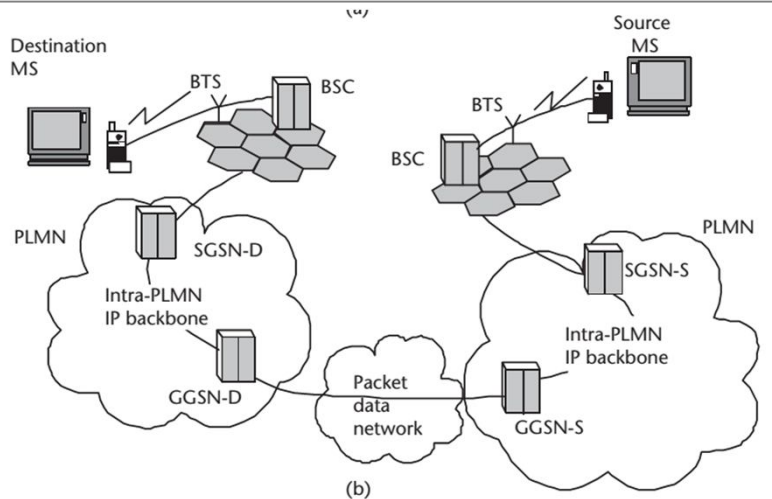 (a)
Destination
MS
Source
MS
BTS
BSC
BTS
BSC
PLMN
SGSN-D
Intra-PLMN
IP backbone
GGSN-D
Packet
data
network
PLMN
SGSN-S
Intra-PLMN
IP backbone
GGSN-S
(b)